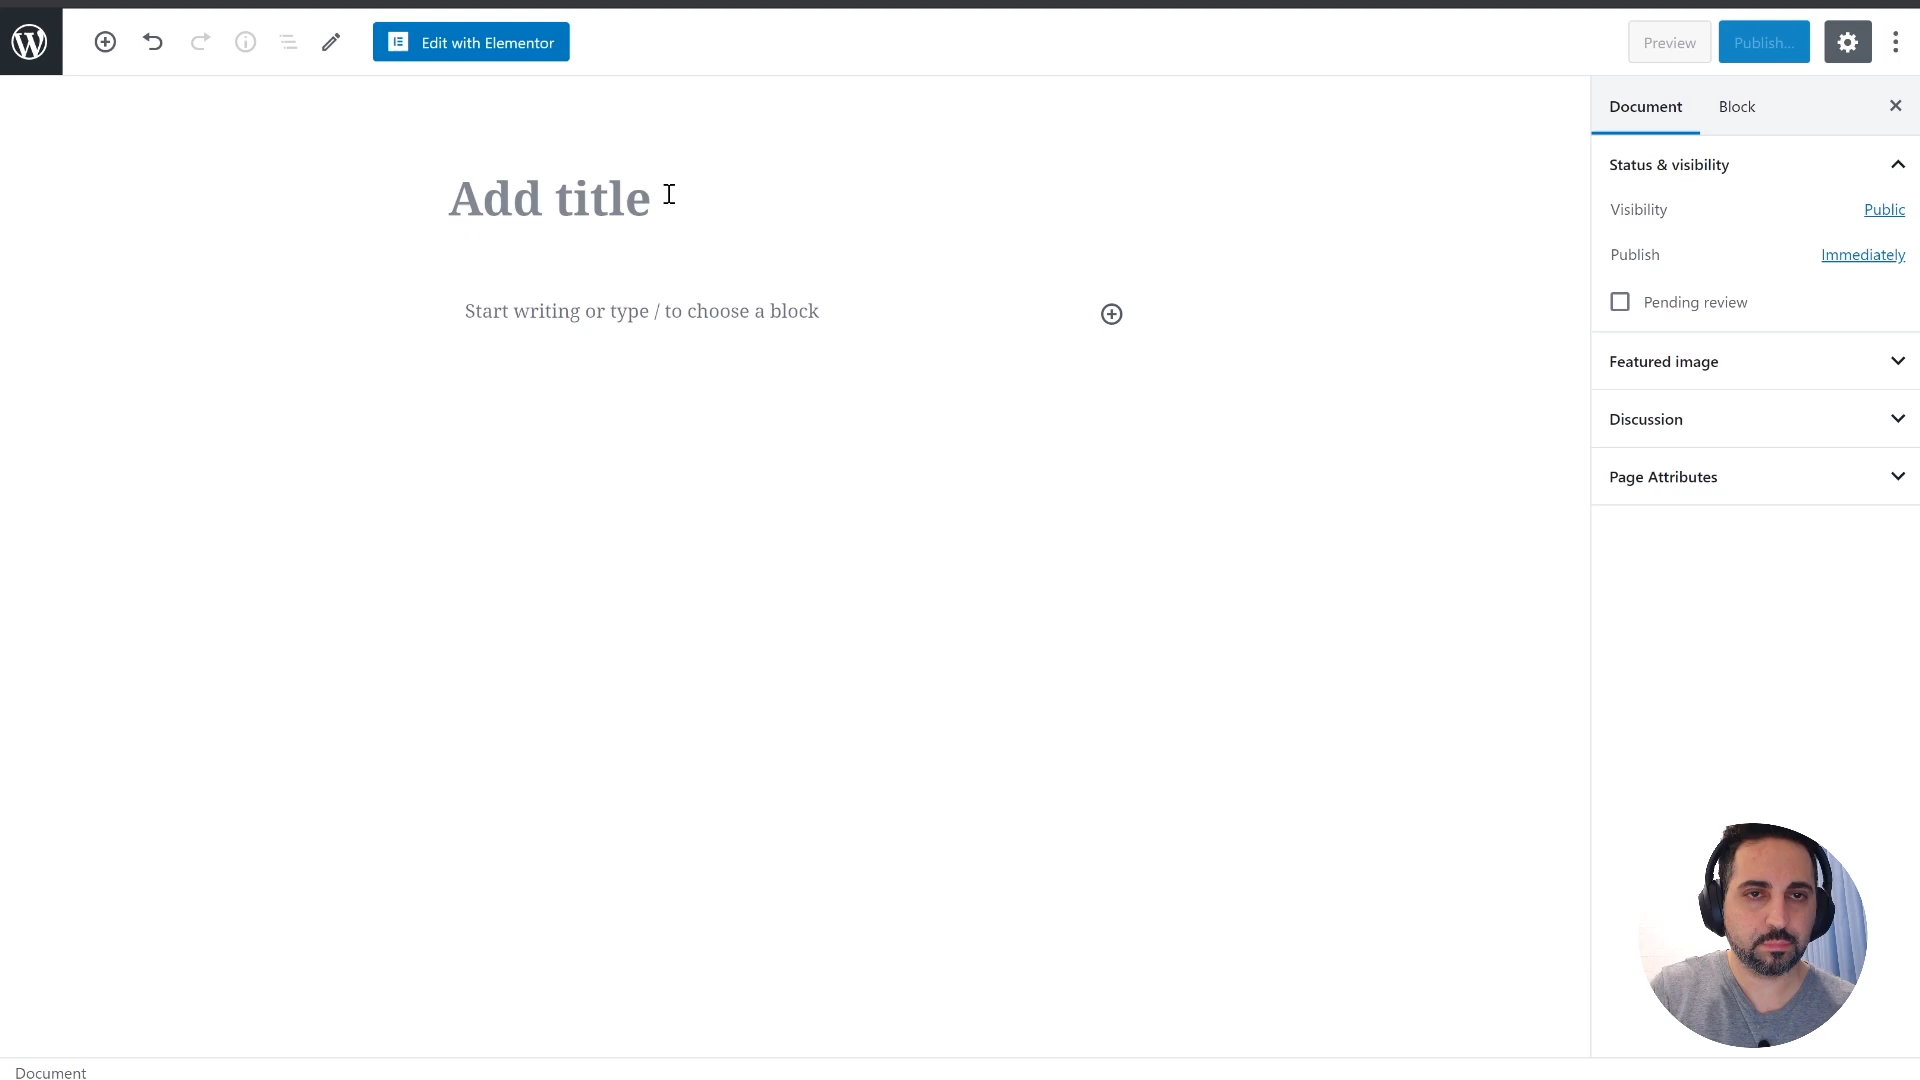 Edit with Elementor
Preview
Publish...
Document
Block
Add title
Start writing or type / to choose a block
Status & visibility
Visibility
Public
Publish
Immediately
Pending review
Featured image
Discussion
Page Attributes
Document